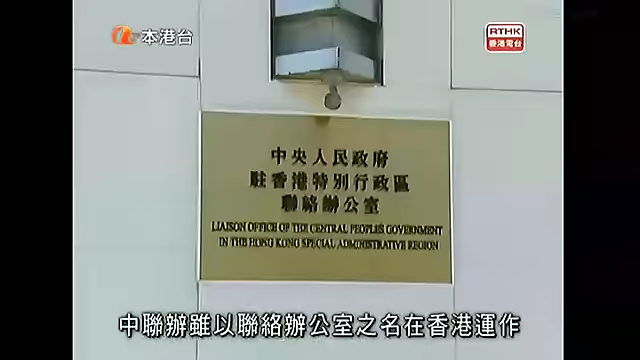 本港台
RTHK
香港電台
中央人民政府
駐香港特別行政區
聯絡辦公室
LIAISON OFFICE OF THE CENTRAL PEOPLE'S GOVERNMENT
IN THE HONG KONG SPECIAL ADMINISTRATIVE REGION
中聯辦雖以聯絡辦公室之名在香港運作